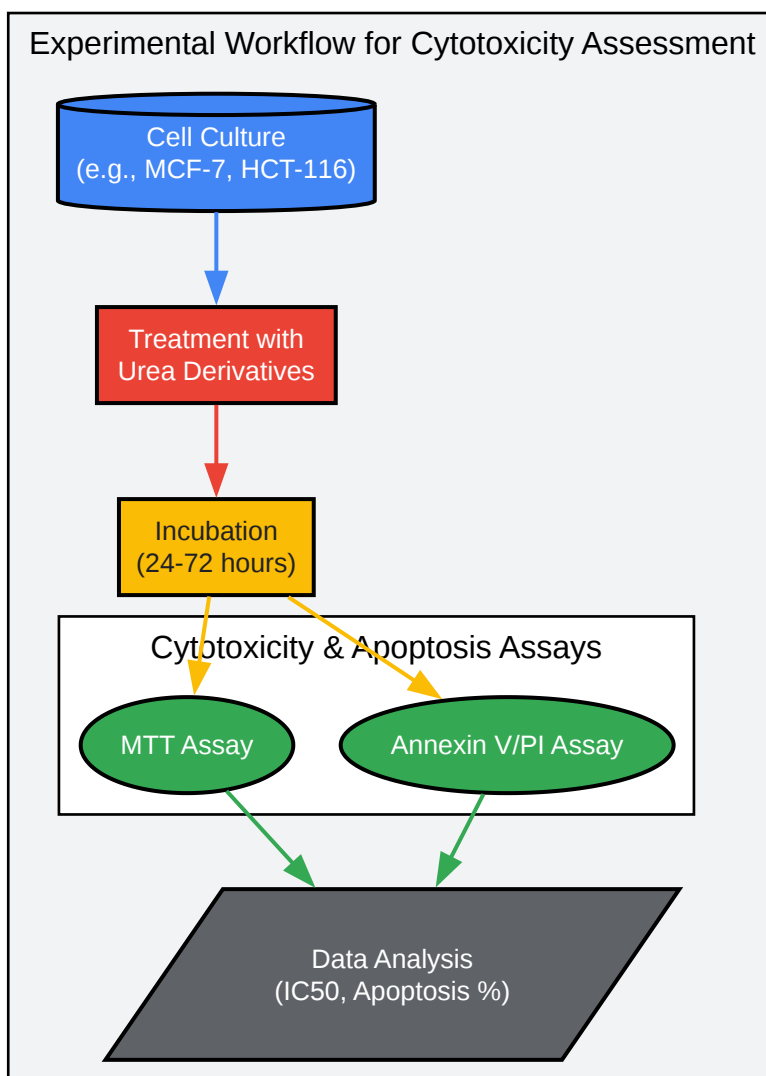 Experimental Workflow for Cytotoxicity Assessment
Cell Culture
(e.g., MCF-7, HCT-116)
Treatment with
Urea Derivatives
Incubation
(24-72 hours)
Cytotoxicity & Apoptosis Assays
MTT Assay
Annexin V/PI Assay
Data Analysis
(IC50, Apoptosis %)